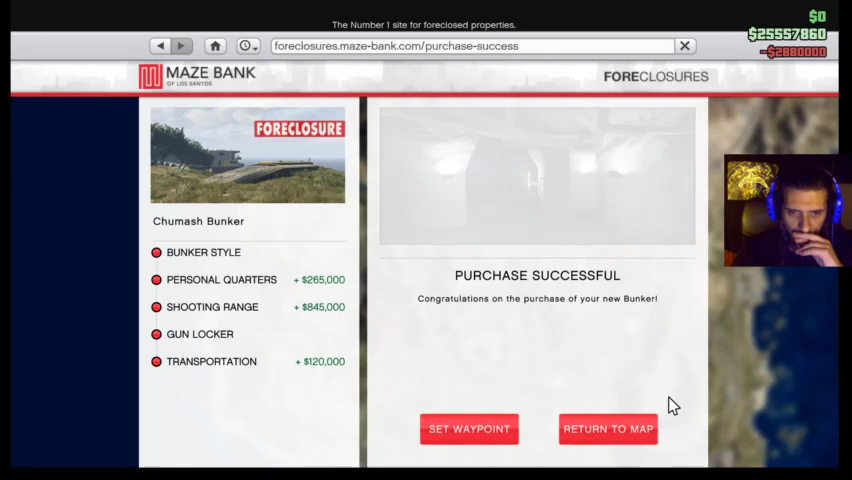 The Number 1 site for foreclosed properties.
$0
$25557860
-$2880000
foreclosures.maze-bank.com/purchase-success
MAZE BANK
OF LOS SANTOS
FORECLOSURES
FORECLOSURE
Chumash Bunker
BUNKER STYLE
PERSONAL QUARTERS + $265,000
SHOOTING RANGE + $845,000
GUN LOCKER
TRANSPORTATION + $120,000
PURCHASE SUCCESSFUL
Congratulations on the purchase of your new Bunker!
SET WAYPOINT
RETURN TO MAP